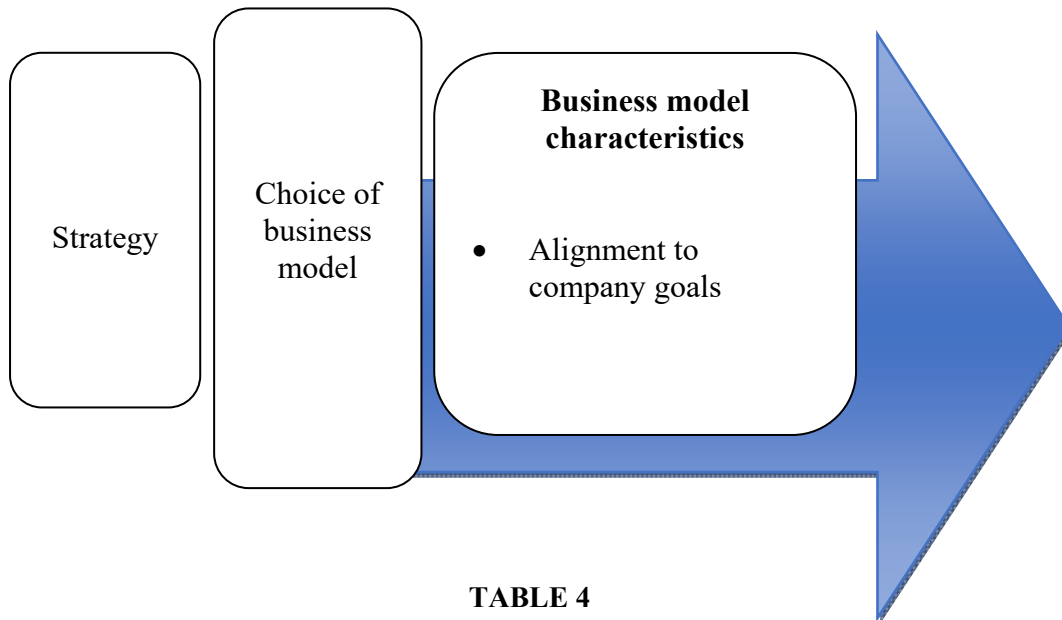 Strategy
Choice of
business
model
Business model
characteristics
• Alignment to
company goals
TABLE 4